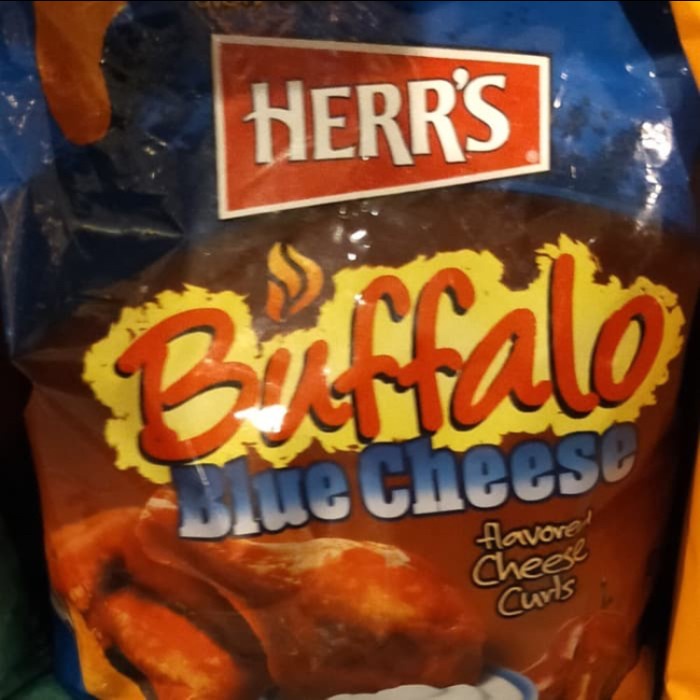 HERR'S
Buffalo
Blue Cheese
flavored
Cheese
Curls